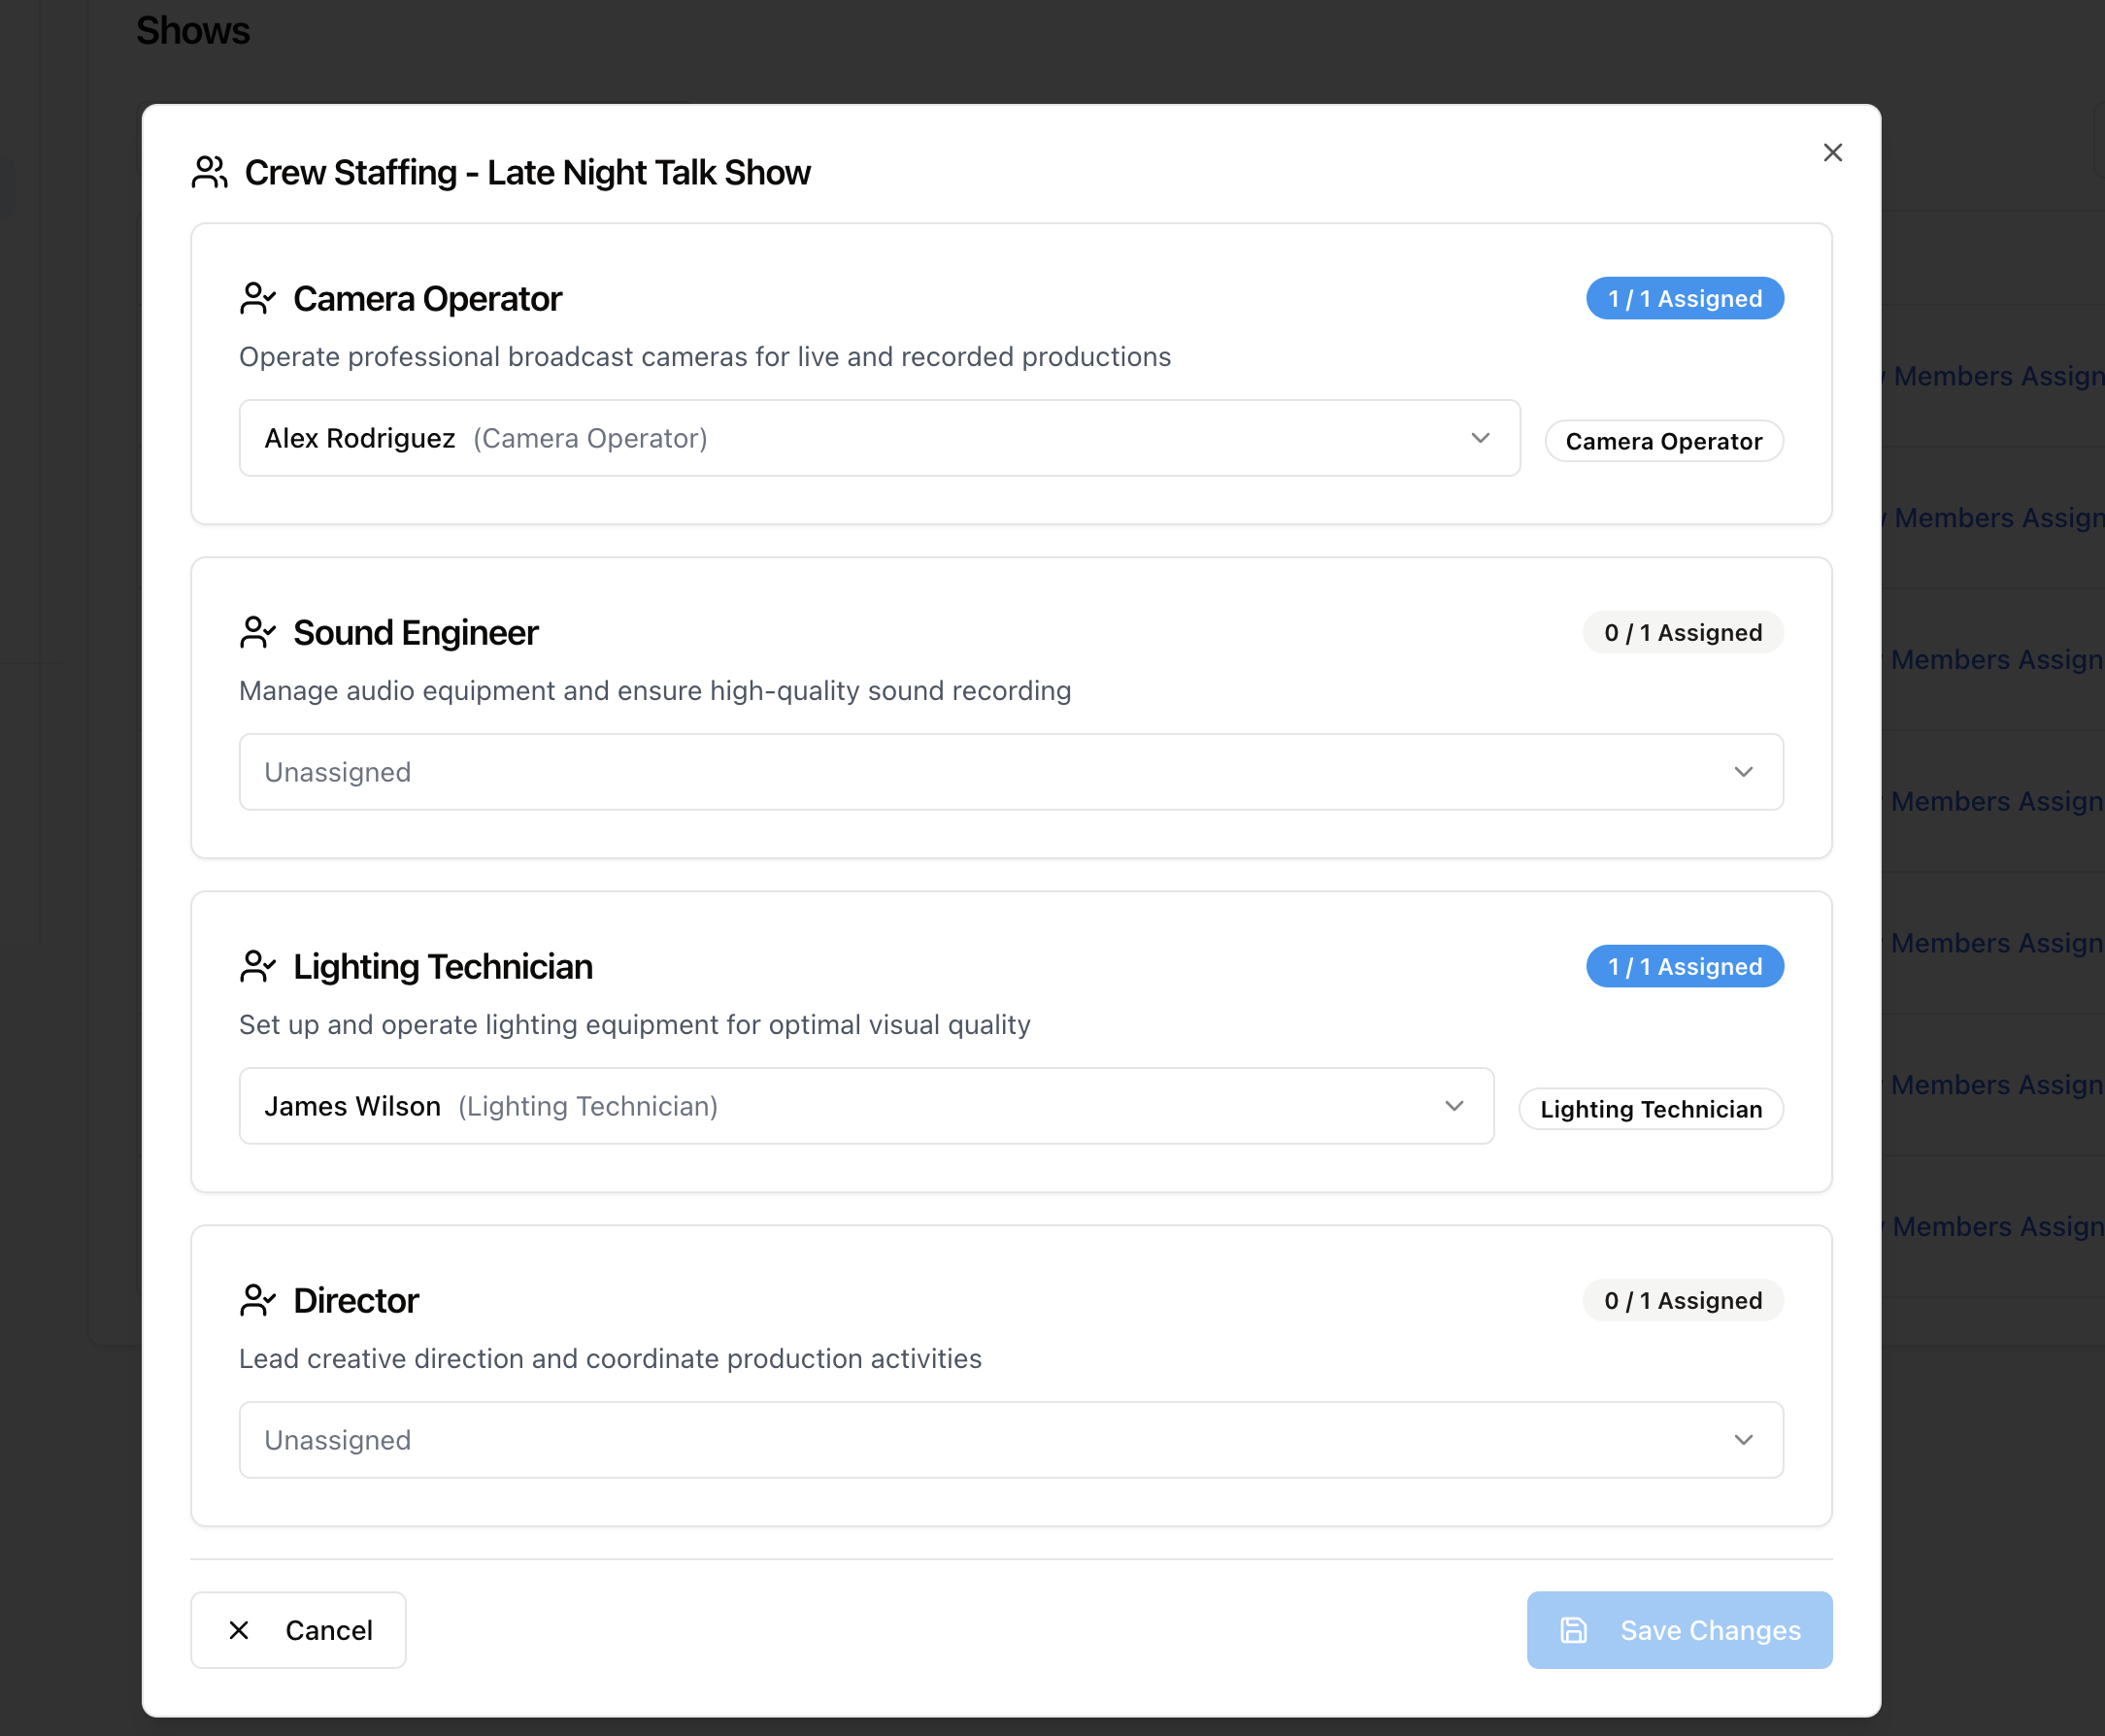 Shows
Crew Staffing - Late Night Talk Show
Camera Operator
1 / 1 Assigned
Operate professional broadcast cameras for live and recorded productions
Alex Rodriguez (Camera Operator)
Camera Operator
Members Assign
Members Assign
Sound Engineer
0 / 1 Assigned
Manage audio equipment and ensure high-quality sound recording
Members Assign
Unassigned
Members Assign
Lighting Technician
1 / 1 Assigned
Members Assign
Set up and operate lighting equipment for optimal visual quality
James Wilson (Lighting Technician)
Lighting Technician
Members Assign
Members Assign
Director
0 / 1 Assigned
Lead creative direction and coordinate production activities
Unassigned
Cancel
Save Changes